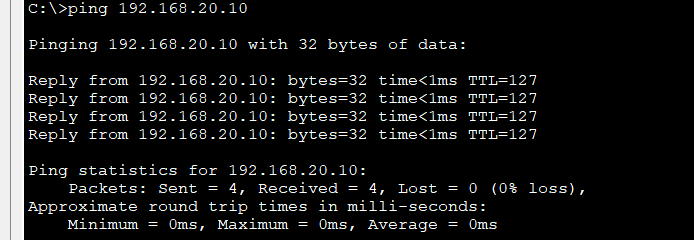 C:\>ping 192.168.20.10
Pinging 192.168.20.10 with 32 bytes of data:
Reply from 192.168.20.10: bytes=32 time<1ms TTL=127
Reply from 192.168.20.10: bytes=32 time<1ms TTL=127
Reply from 192.168.20.10: bytes=32 time<1ms TTL=127
Reply from 192.168.20.10: bytes=32 time<1ms TTL=127
Ping statistics for 192.168.20.10:
Packets: Sent = 4, Received = 4, Lost = 0 (0% loss),
Approximate round trip times in milli-seconds:
Minimum = 0ms, Maximum = 0ms, Average = 0ms